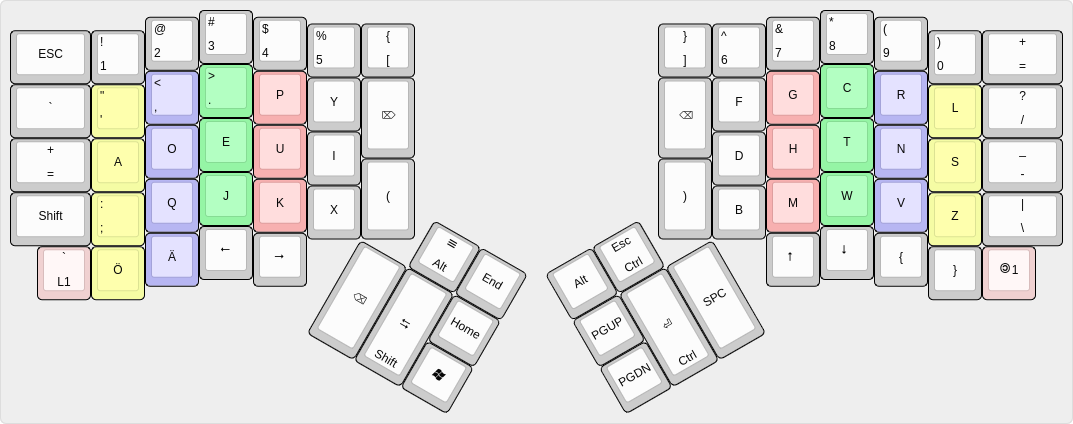 ESC ! 1 @ 2 # 3 $ 4 % 5 { [
} ] ^ 6 & 7 * 8 ( 9 ) 0 + =
` " ' < , > . P Y ⌦
⌫ F G C R L ? /
+ = A O E U I
D H T N S _ -
Shift : ; Q J K X (
) B M W V Z | \
` L1 Ö Ä ← →
↑ ↓ { } ⌾1
≡ Alt End
Alt Esc Ctrl
⌫ ⇆ Shift Home
PGUP ⏎ Ctrl SPC
PGDN